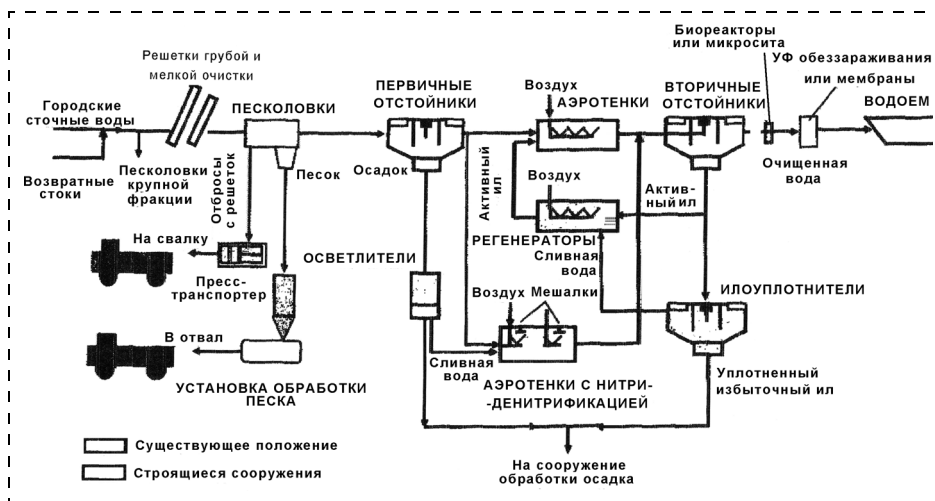 Решетки грубой и
мелкой очистки
Городские
сточные воды
Возвратные
стоки
Песколовки
крупной
фракции
ПЕСКОЛОВКИ
Отбросы
с решеток
Песок
На свалку
Пресс-
транспортер
В отвал
УСТАНОВКА ОБРАБОТКИ
ПЕСКА
ПЕРВИЧНЫЕ
ОТСТОЙНИКИ
Осадок
Активный
ил
ОСВЕТЛИТЕЛИ
Воздух
АЭРОТЕНКИ
Воздух
РЕГЕНЕРАТОРЫ
Сливная
вода
Воздух
Мешалки
Сливная
вода
АЭРОТЕНКИ С НИТРИ-
-ДЕНИТРИФИКАЦИЕЙ
ВТОРИЧНЫЕ
ОТСТОЙНИКИ
Актив-
ный ил
Биореакторы
или микросита
УФ обеззараживания
или мембраны
ВОДОЕМ
Очищенная
вода
ИЛОУПЛОТНИТЕЛИ
Уплотненный
избыточный ил
На сооружение
обработки осадка
Существующее положение
Строящиеся сооружения